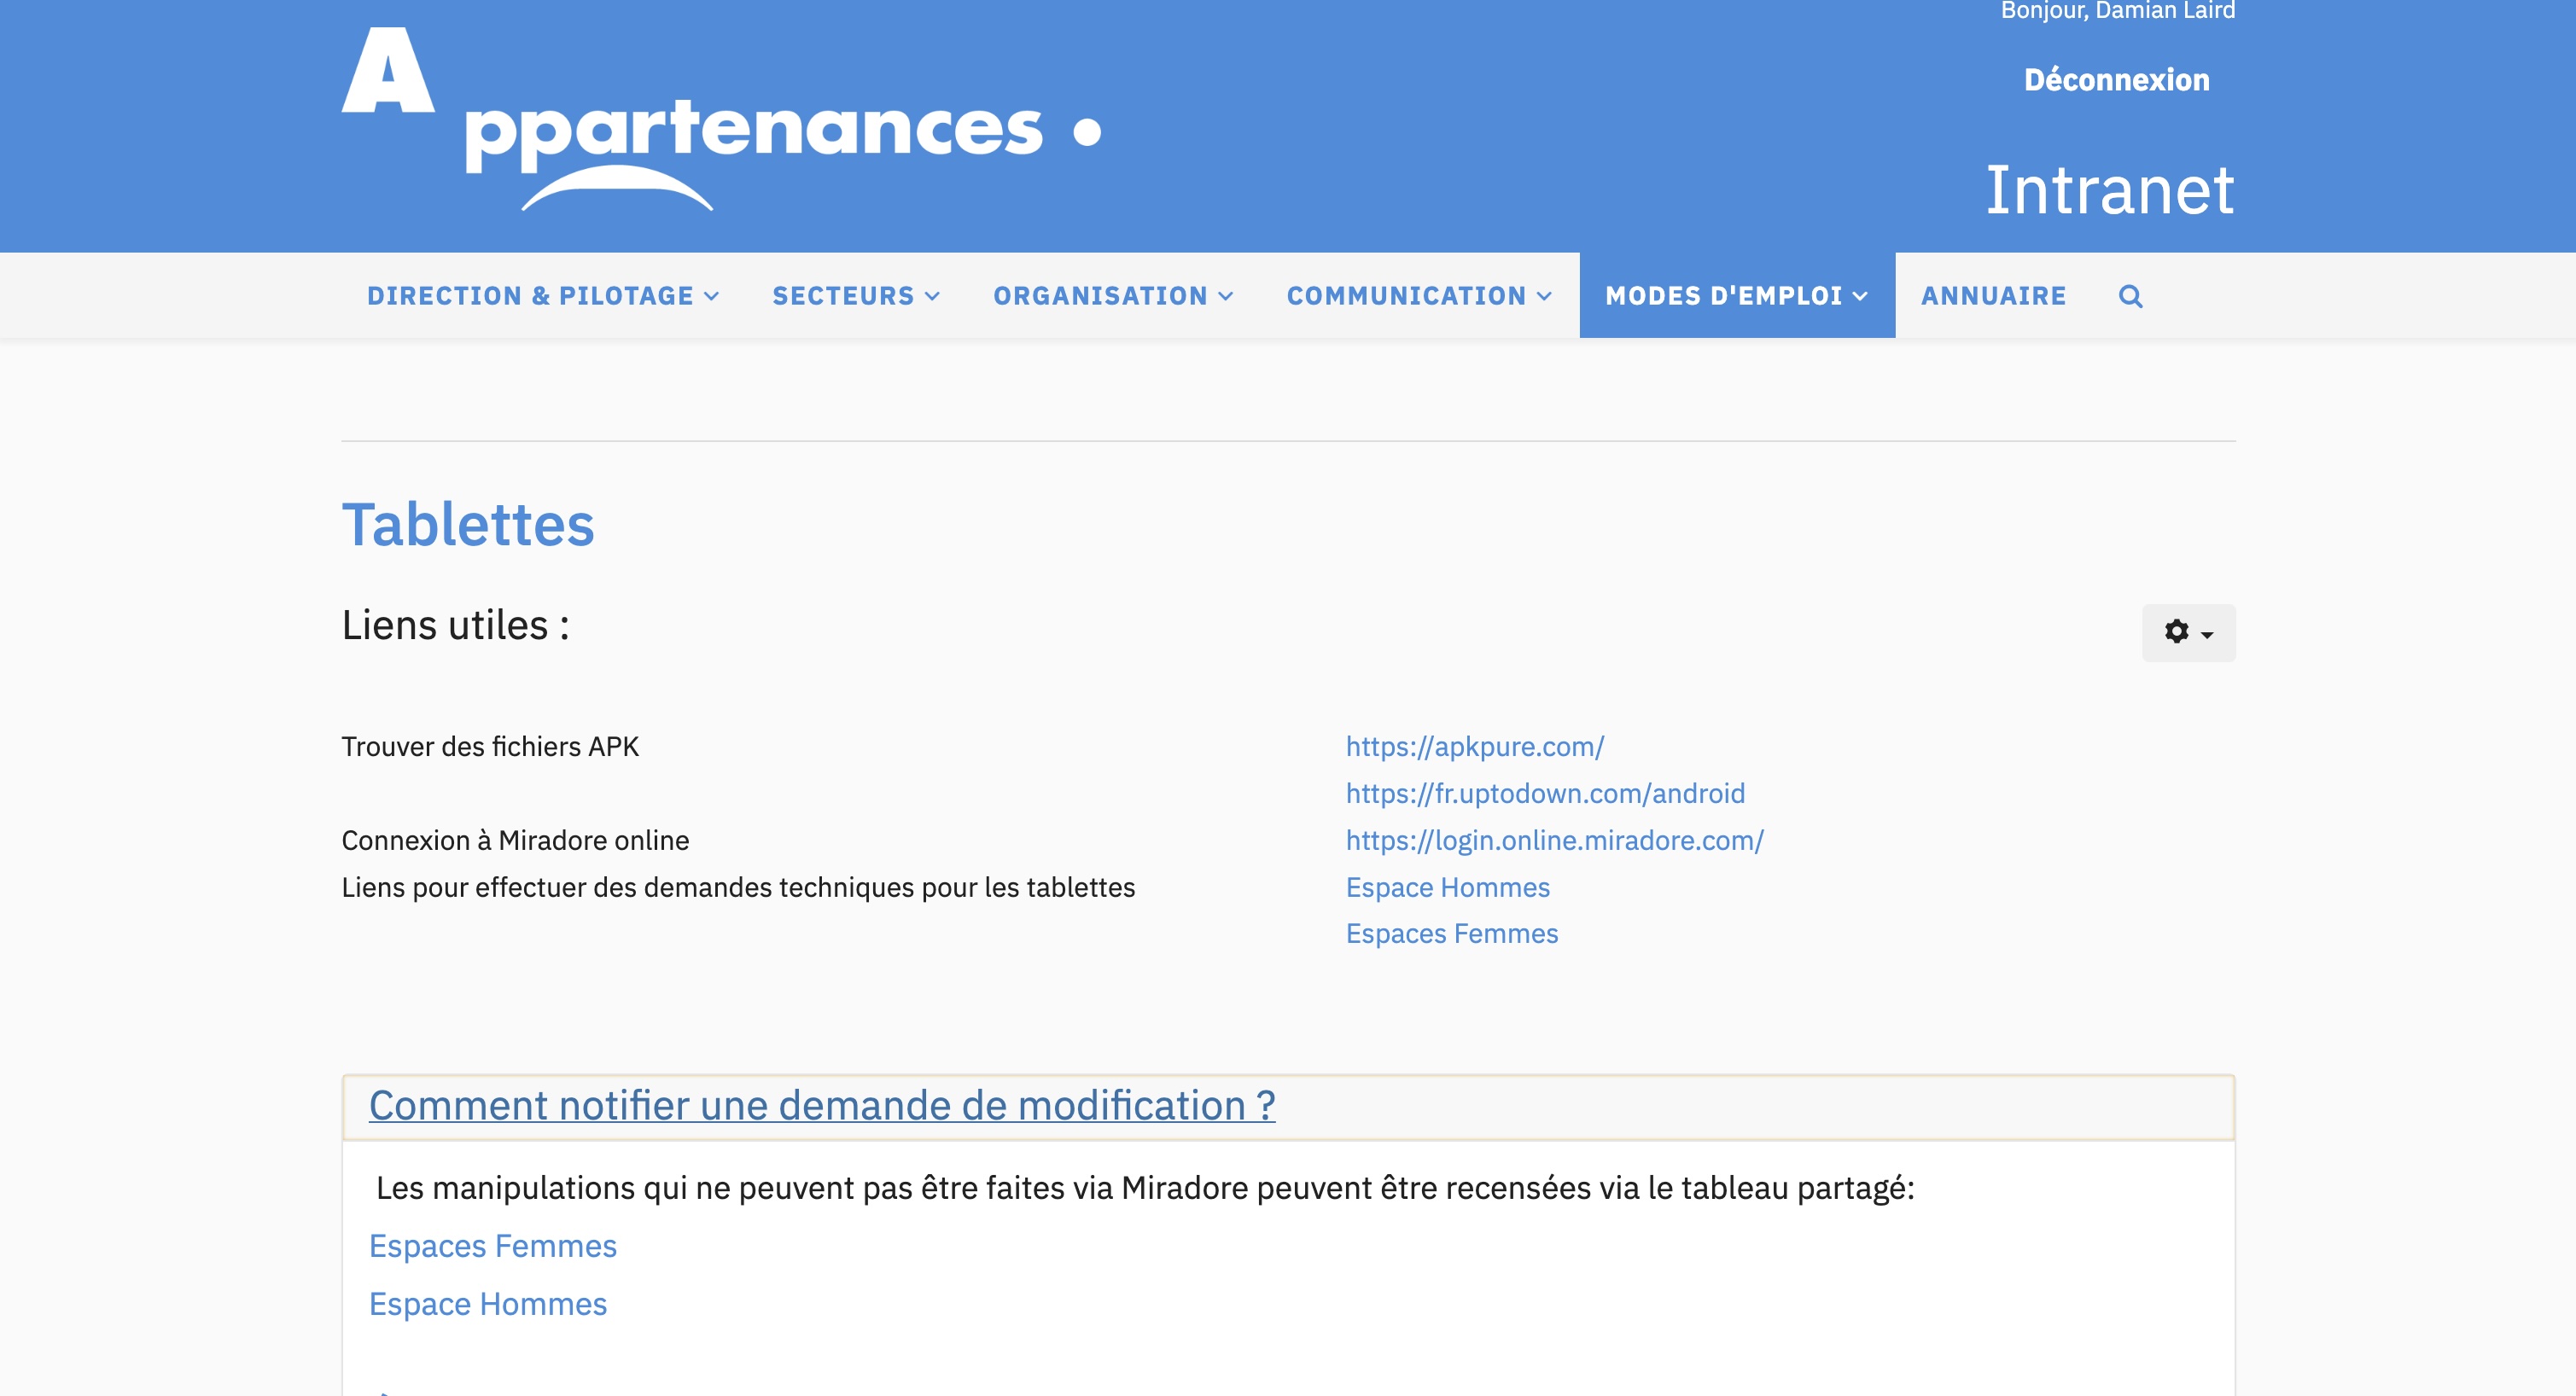 Bonjour, Damian Laird
Déconnexion
Appartenances •
Intranet
DIRECTION & PILOTAGE SECTEURS ORGANISATION COMMUNICATION MODES D'EMPLOI ANNUAIRE
Tablettes
Liens utiles :
Trouver des fichiers APK https://apkpure.com/
https://fr.uptodown.com/android
Connexion à Miradore online https://login.online.miradore.com/
Liens pour effectuer des demandes techniques pour les tablettes Espace Hommes
Espaces Femmes
Comment notifier une demande de modification ?
Les manipulations qui ne peuvent pas être faites via Miradore peuvent être recensées via le tableau partagé:
Espaces Femmes
Espace Hommes